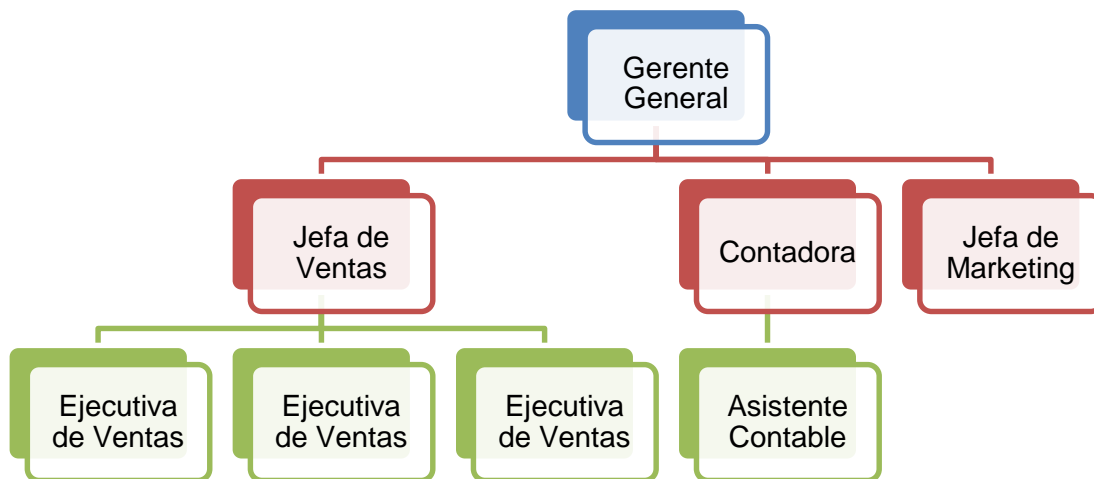 Gerente
General
Jefa de
Ventas
Contadora
Jefa de
Marketing
Ejecutiva
de Ventas
Ejecutiva
de Ventas
Ejecutiva
de Ventas
Asistente
Contable